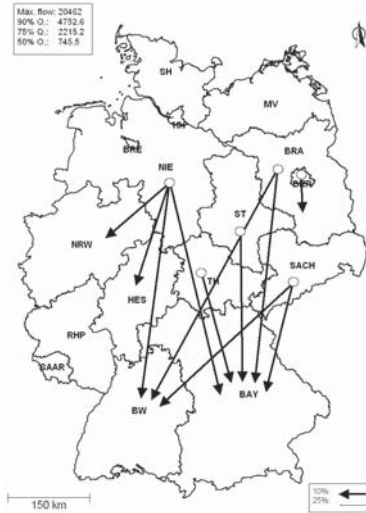 Max. flow: 20462
90% Q.: 4752.6
75% Q.: 2215.2
50% Q.: 745.5
SH
MV
HH
BRE
BRA
NIE
BER
ST
NRW
SACH
TH
HES
RHP
SAAR
BW
BAY
150 km
10%:
25%: